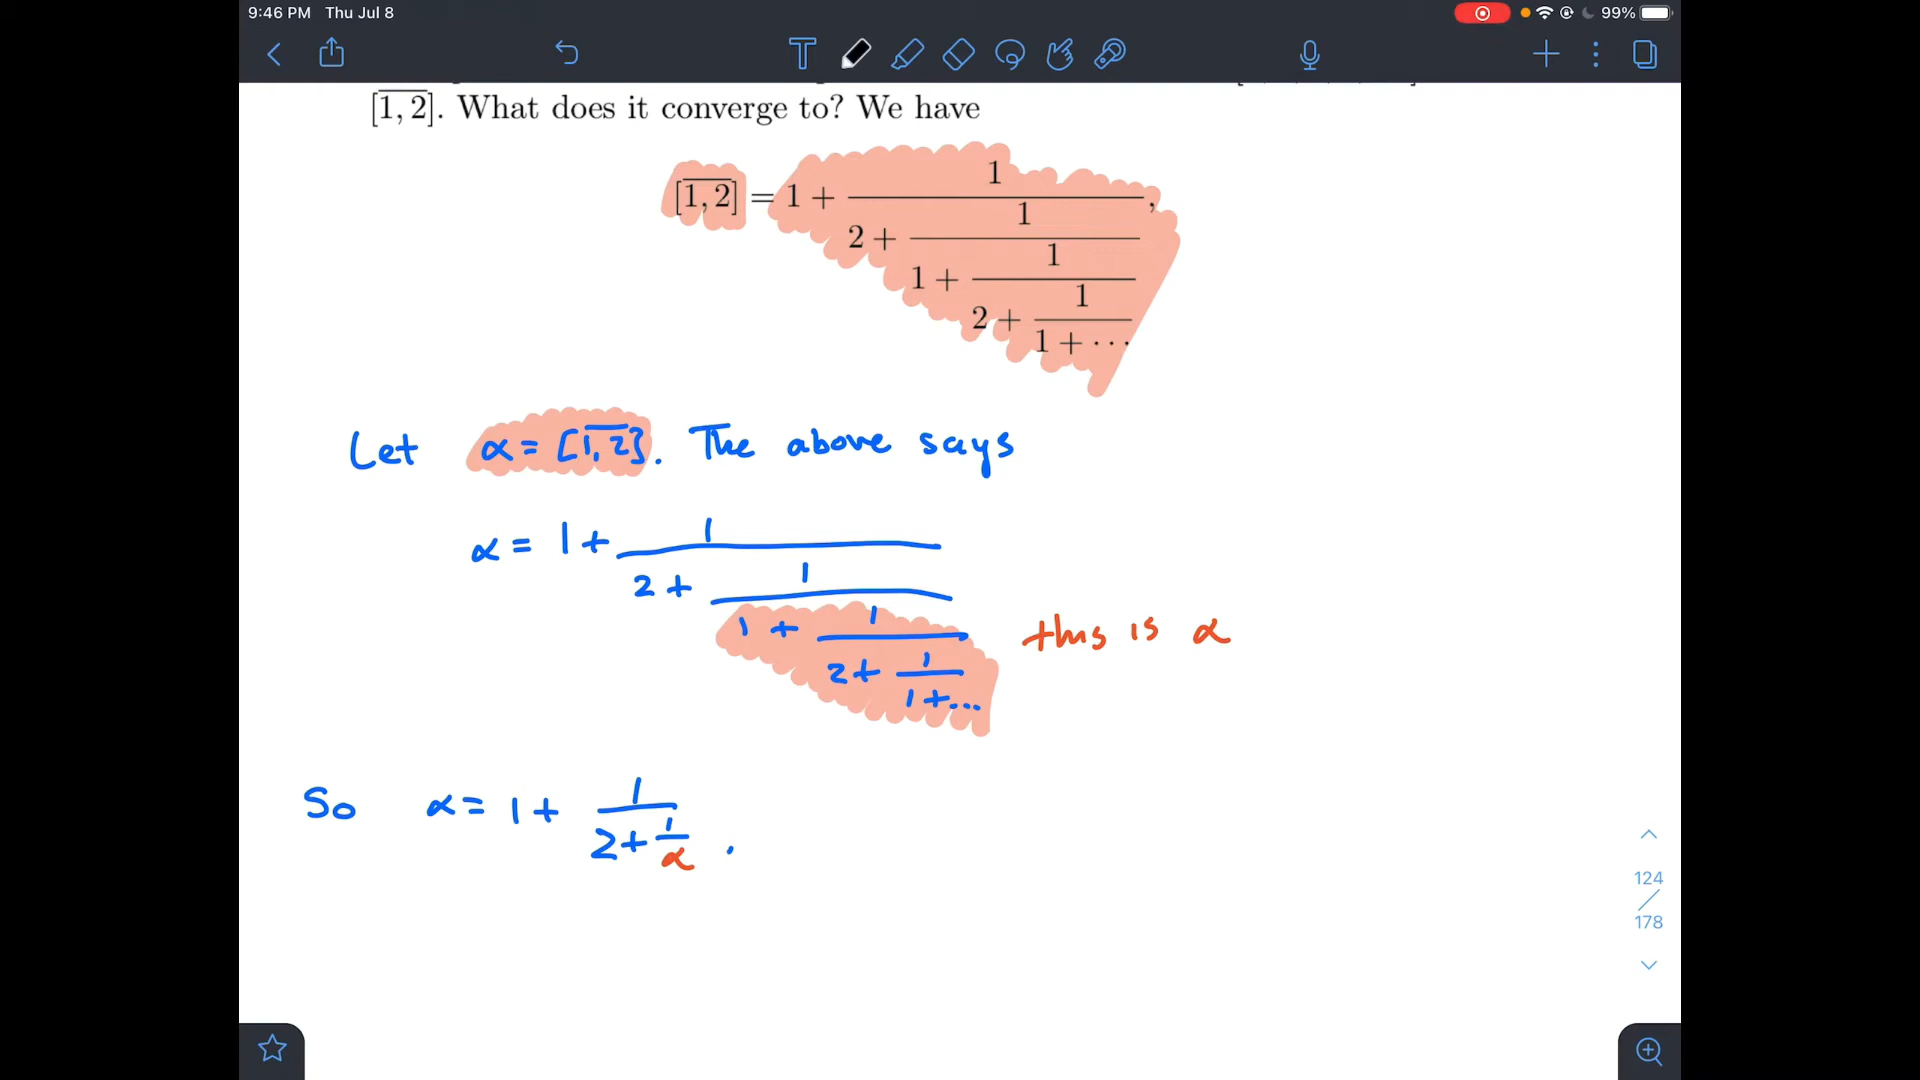 9:46 PM Thu Jul 8
99%
T
[1, 2]. What does it converge to? We have
[1, 2] = 1 +
1
,
2 +
1
1 +
1
2 +
1
1 + ···
Let α = [1, 2]. The above says
α = 1 +
1
2 +
1
1 +
1
this is α
2 +
1
1 + ...
So α = 1 +
1
2 +
1
α
.
124
/
178